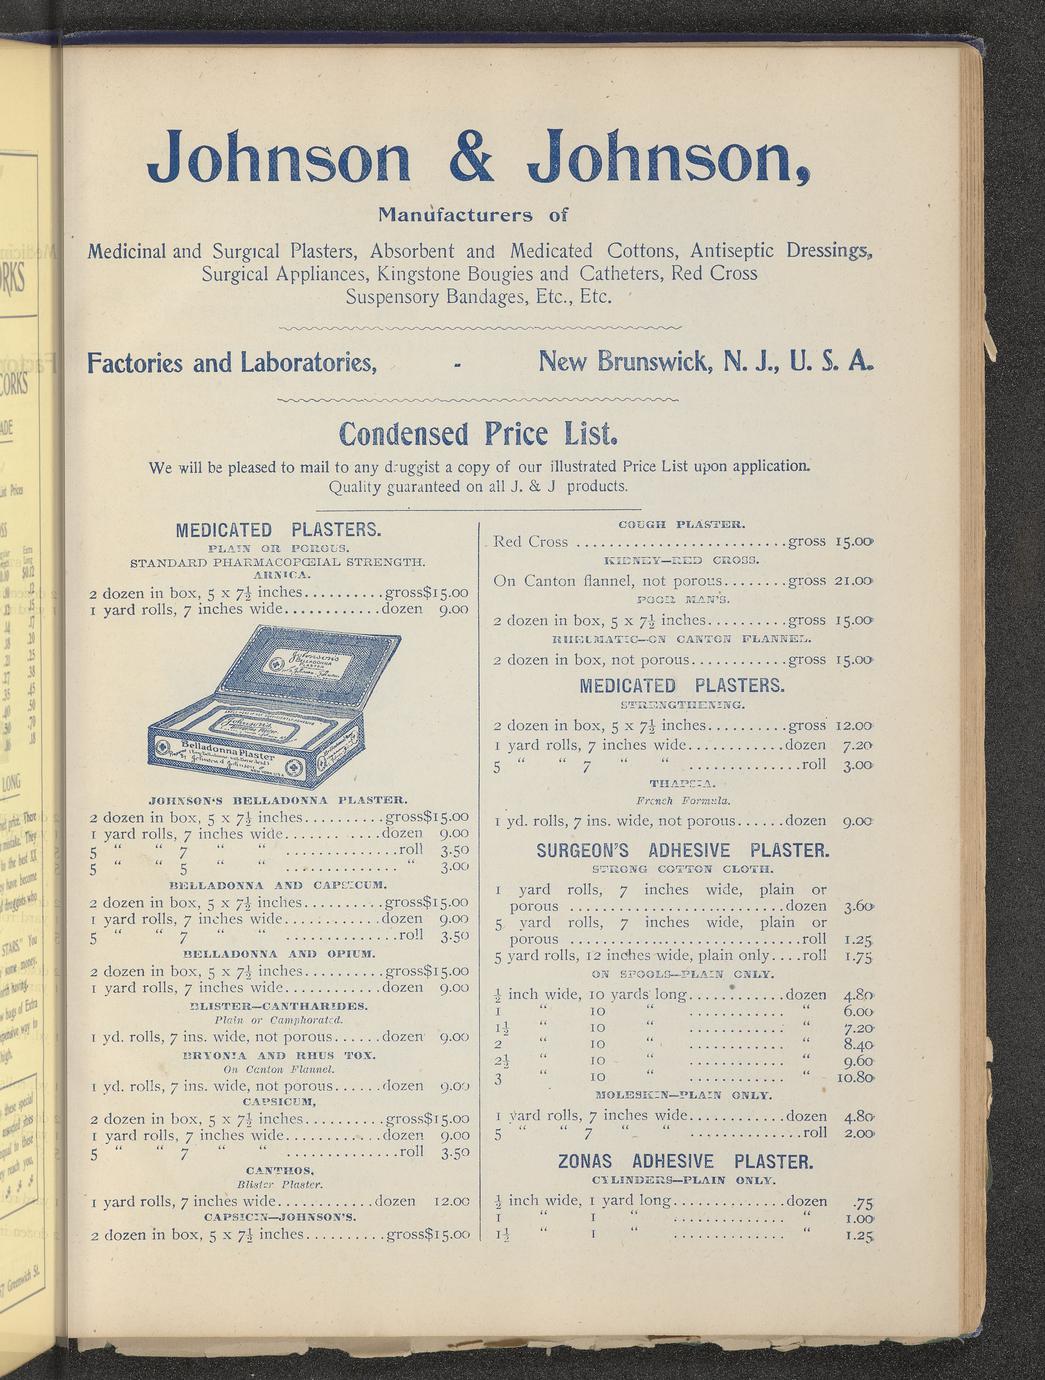 Johnson & Johnson,
Manufacturers of
Medicinal and Surgical Plasters, Absorbent and Medicated Cottons, Antiseptic Dressings,
Surgical Appliances, Kingstone Bougies and Catheters, Red Cross
Suspensory Bandages, Etc., Etc.
Factories and Laboratories, - New Brunswick, N. J., U. S. A.
Condensed Price List.
We will be pleased to mail to any druggist a copy of our illustrated Price List upon application.
Quality guaranteed on all J. & J products.
MEDICATED PLASTERS.
PLAIN OR POROUS.
STANDARD PHARMACOPŒIAL STRENGTH.
ARNICA.
2 dozen in box, 5 x 7½ inches..........gross$15.00
1 yard rolls, 7 inches wide............dozen 9.00
Johnson's
BELLADONNA
PLASTER
Johnson's
Belladonna Plaster
Johnson & Johnson
NEW YORK, U.S.A.
JOHNSON'S BELLADONNA PLASTER.
2 dozen in box, 5 x 7½ inches..........gross$15.00
1 yard rolls, 7 inches wide...........dozen 9.00
5 " " 7 " " ..............roll 3.50
5 " " 5 " " .............. " 3.00
BELLADONNA AND CAPSICUM.
2 dozen in box, 5 x 7½ inches..........gross$15.00
1 yard rolls, 7 inches wide............dozen 9.00
5 " " 7 " " ..............roll 3.50
BELLADONNA AND OPIUM.
2 dozen in box, 5 x 7½ inches..........gross$15.00
1 yard rolls, 7 inches wide............dozen 9.00
BLISTER—CANTHARIDES.
Plain or Camphorated.
1 yd. rolls, 7 ins. wide, not porous......dozen 9.00
BRYONIA AND RHUS TOX.
On Canton Flannel.
1 yd. rolls, 7 ins. wide, not porous......dozen 9.00
CAPSICUM,
2 dozen in box, 5 x 7½ inches..........gross$15.00
1 yard rolls, 7 inches wide............dozen 9.00
5 " " 7 " " ..............roll 3.50
CANTHOS.
Blister Plaster.
1 yard rolls, 7 inches wide............dozen 12.00
CAPSICIN—JOHNSON'S.
2 dozen in box, 5 x 7½ inches..........gross$15.00
COUGH PLASTER.
Red Cross ..........................gross 15.00
KIDNEY—RED CROSS.
On Canton flannel, not porous........gross 21.00
POOR MAN'S.
2 dozen in box, 5 x 7½ inches..........gross 15.00
RHEUMATIC—ON CANTON FLANNEL.
2 dozen in box, not porous............gross 15.00
MEDICATED PLASTERS.
STRENGTHENING.
2 dozen in box, 5 x 7½ inches..........gross 12.00
1 yard rolls, 7 inches wide............dozen 7.20
5 " " 7 " " ..............roll 3.00
THAPSIA.
French Formula.
1 yd. rolls, 7 ins. wide, not porous......dozen 9.00
SURGEON'S ADHESIVE PLASTER.
STRONG COTTON CLOTH.
1 yard rolls, 7 inches wide, plain or
porous ...........................dozen 3.60
5 yard rolls, 7 inches wide, plain or
porous .............................roll 1.25
5 yard rolls, 12 inches wide, plain only....roll 1.75
ON SPOOLS—PLAIN ONLY.
½ inch wide, 10 yards long............dozen 4.80
1 " 10 " ............ " 6.00
1½ " 10 " ............ " 7.20
2 " 10 " ............ " 8.40
2½ " 10 " ............ " 9.60
3 " 10 " ............ " 10.80
MOLESKIN—PLAIN ONLY.
1 yard rolls, 7 inches wide............dozen 4.80
5 " " 7 " " ..............roll 2.00
ZONAS ADHESIVE PLASTER.
CYLINDERS—PLAIN ONLY.
½ inch wide, 1 yard long..............dozen .75
1 " 1 " .............. " 1.00
1½ " 1 " .............. " 1.25